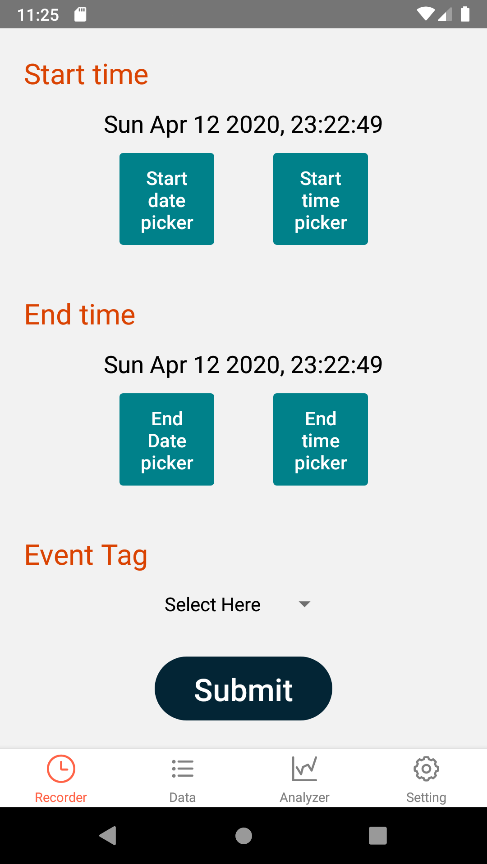 11:25
Start time
Sun Apr 12 2020, 23:22:49
Start
date
picker
Start
time
picker
End time
Sun Apr 12 2020, 23:22:49
End
Date
picker
End
time
picker
Event Tag
Select Here
Submit
Recorder
Data
Analyzer
Setting